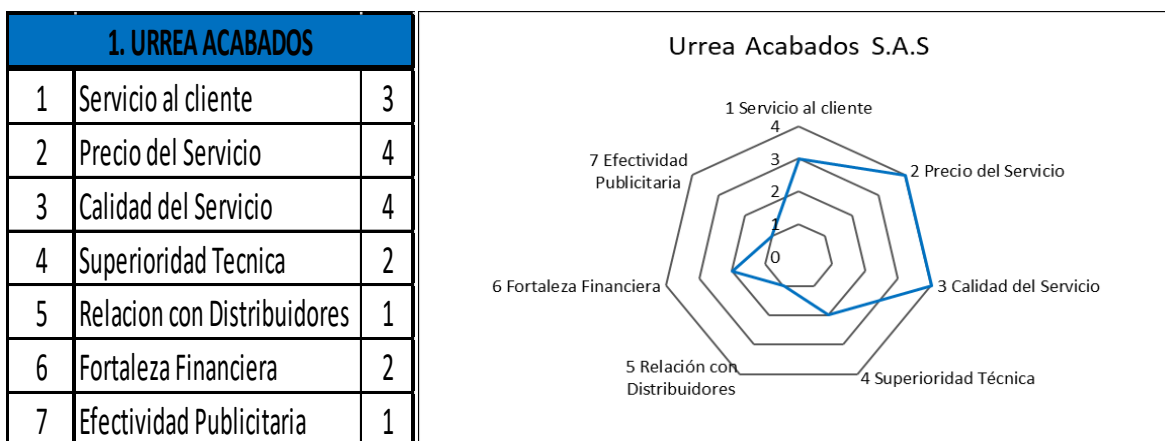 1. URREA ACABADOS
1 Servicio al cliente 3
2 Precio del Servicio 4
3 Calidad del Servicio 4
4 Superioridad Tecnica 2
5 Relacion con Distribuidores 1
6 Fortaleza Financiera 2
7 Efectividad Publicitaria 1
Urrea Acabados S.A.S
1 Servicio al cliente
4
3
2
1
0
2 Precio del Servicio
3 Calidad del Servicio
4 Superioridad Técnica
5 Relación con
Distribuidores
6 Fortaleza Financiera
7 Efectividad
Publicitaria